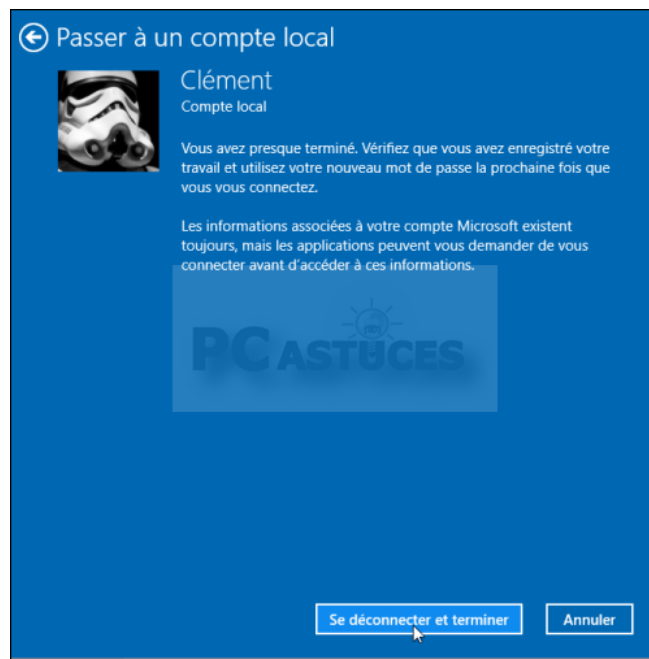 Passer à un compte local
Clément
Compte local
Vous avez presque terminé. Vérifiez que vous avez enregistré votre
travail et utilisez votre nouveau mot de passe la prochaine fois que
vous vous connectez.
Les informations associées à votre compte Microsoft existent
toujours, mais les applications peuvent vous demander de vous
connecter avant d'accéder à ces informations.
PC ASTUCES
Se déconnecter et terminer
Annuler